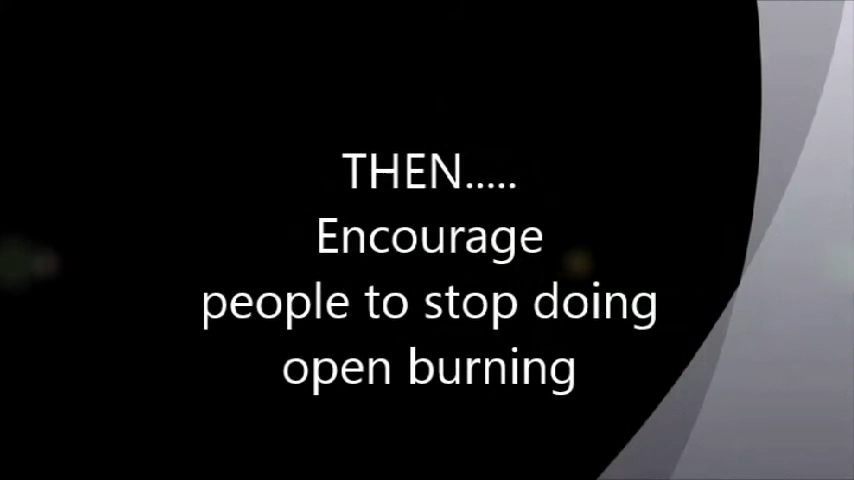 THEN.....
Encourage
people to stop doing
open burning